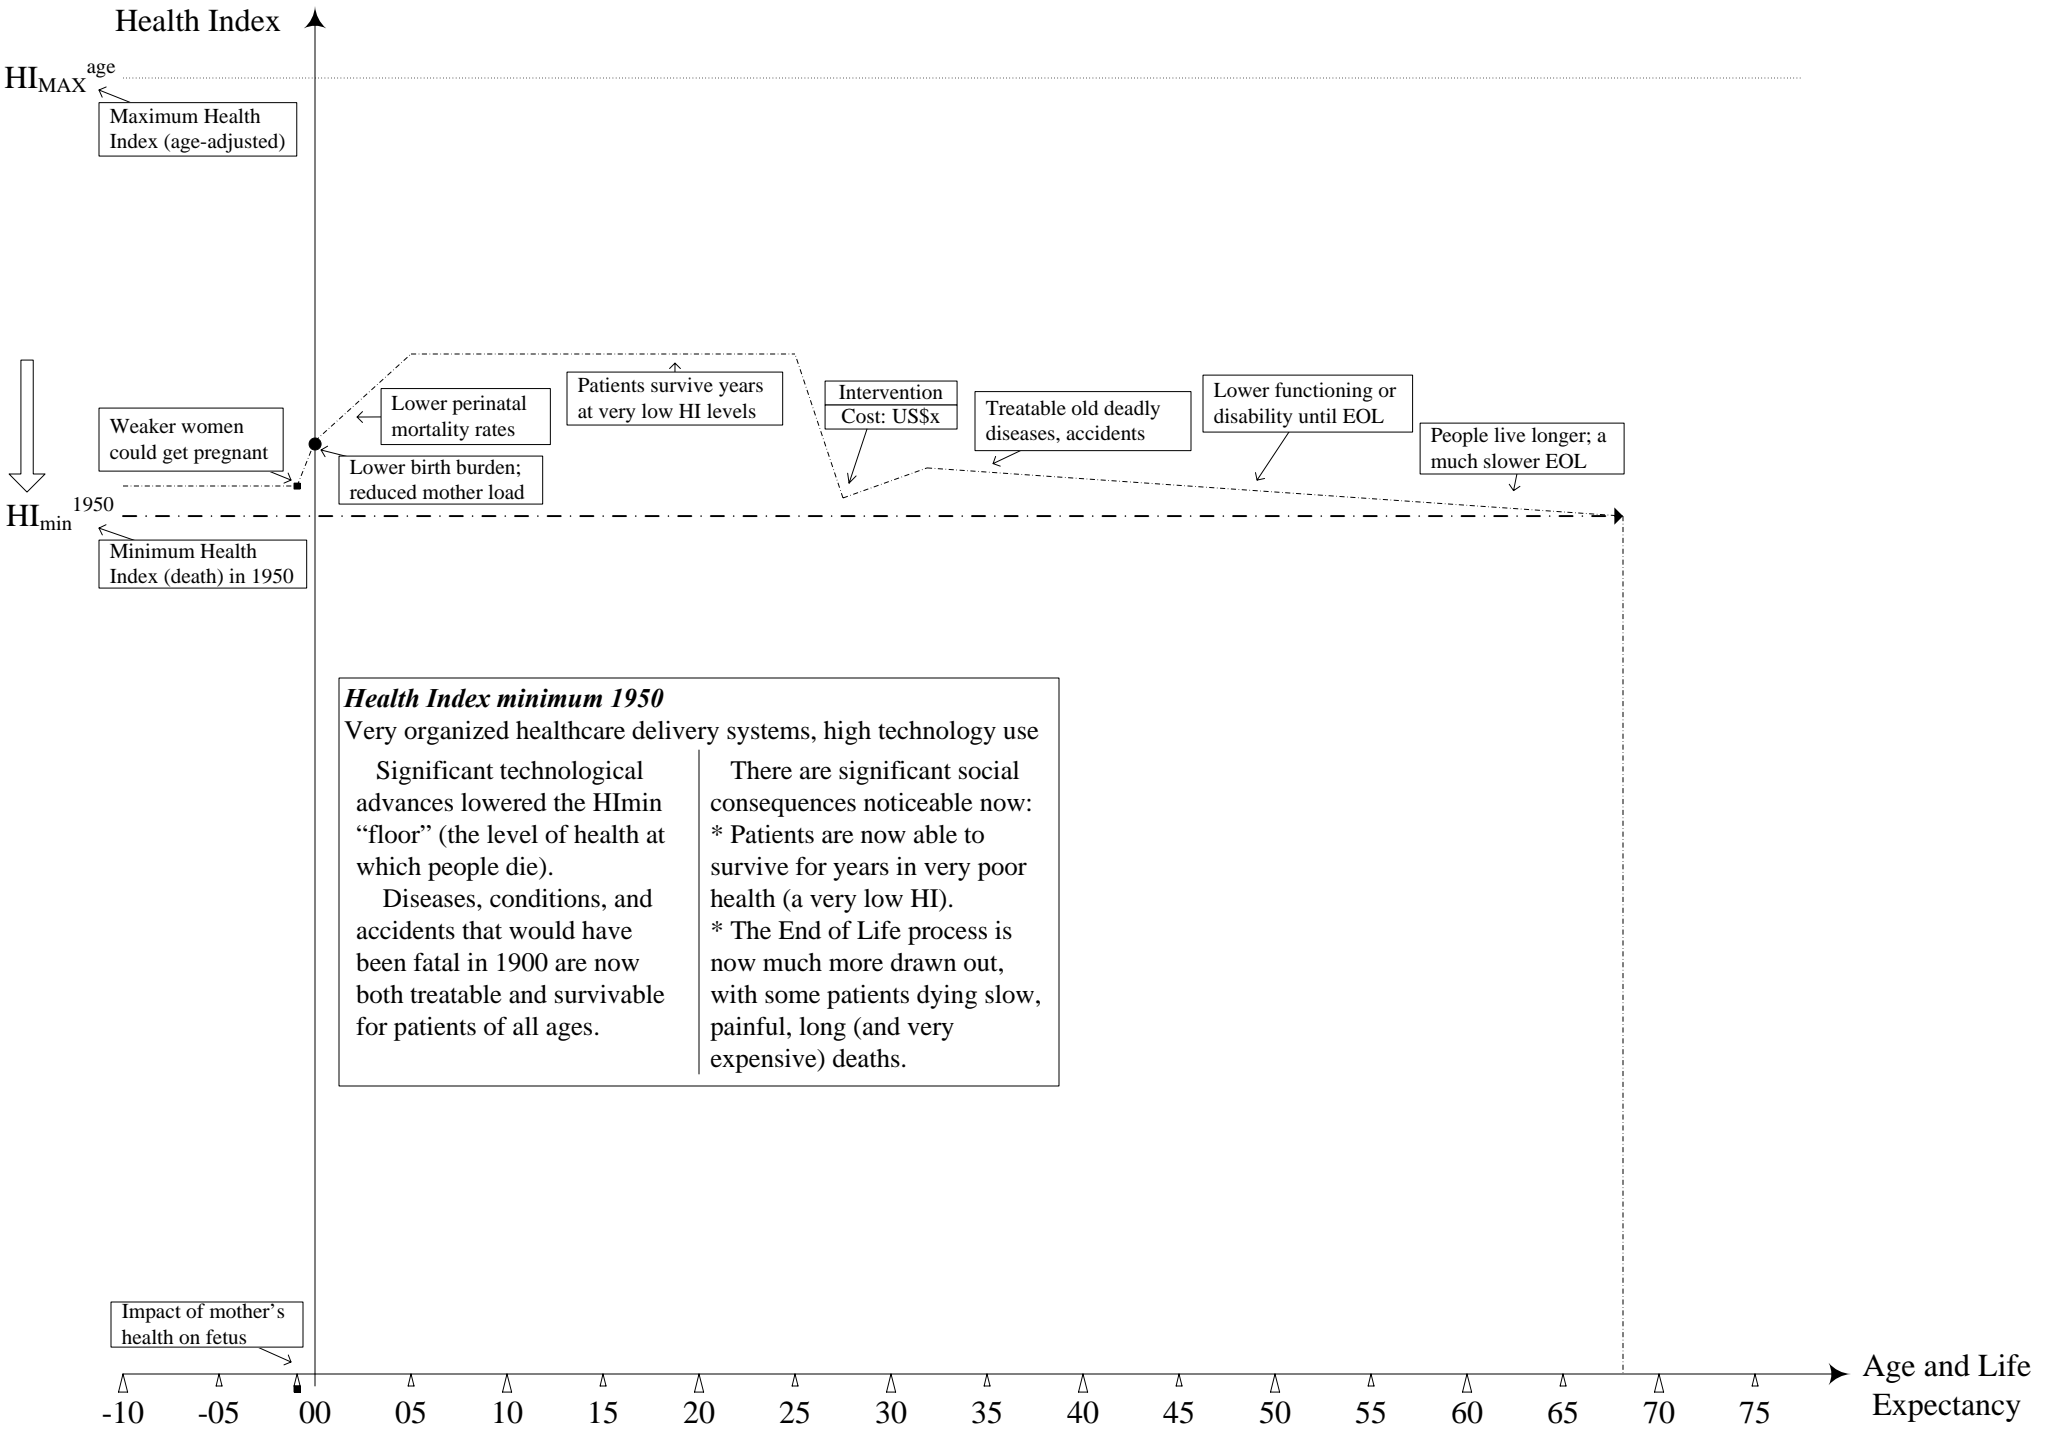 Health Index
HI_MAX^age
Maximum Health
Index (age-adjusted)
Weaker women
could get pregnant
Lower perinatal
mortality rates
Lower birth burden;
reduced mother load
Patients survive years
at very low HI levels
Intervention
Cost: US$x
Treatable old deadly
diseases, accidents
Lower functioning or
disability until EOL
People live longer; a
much slower EOL
HI_min^1950
Minimum Health
Index (death) in 1950
Health Index minimum 1950
Very organized healthcare delivery systems, high technology use
Significant technological
advances lowered the HImin
“floor” (the level of health at
which people die).
Diseases, conditions, and
accidents that would have
been fatal in 1900 are now
both treatable and survivable
for patients of all ages.
There are significant social
consequences noticeable now:
* Patients are now able to
survive for years in very poor
health (a very low HI).
* The End of Life process is
now much more drawn out,
with some patients dying slow,
painful, long (and very
expensive) deaths.
Impact of mother’s
health on fetus
-10 -05 00 05 10 15 20 25 30 35 40 45 50 55 60 65 70 75
Age and Life
Expectancy